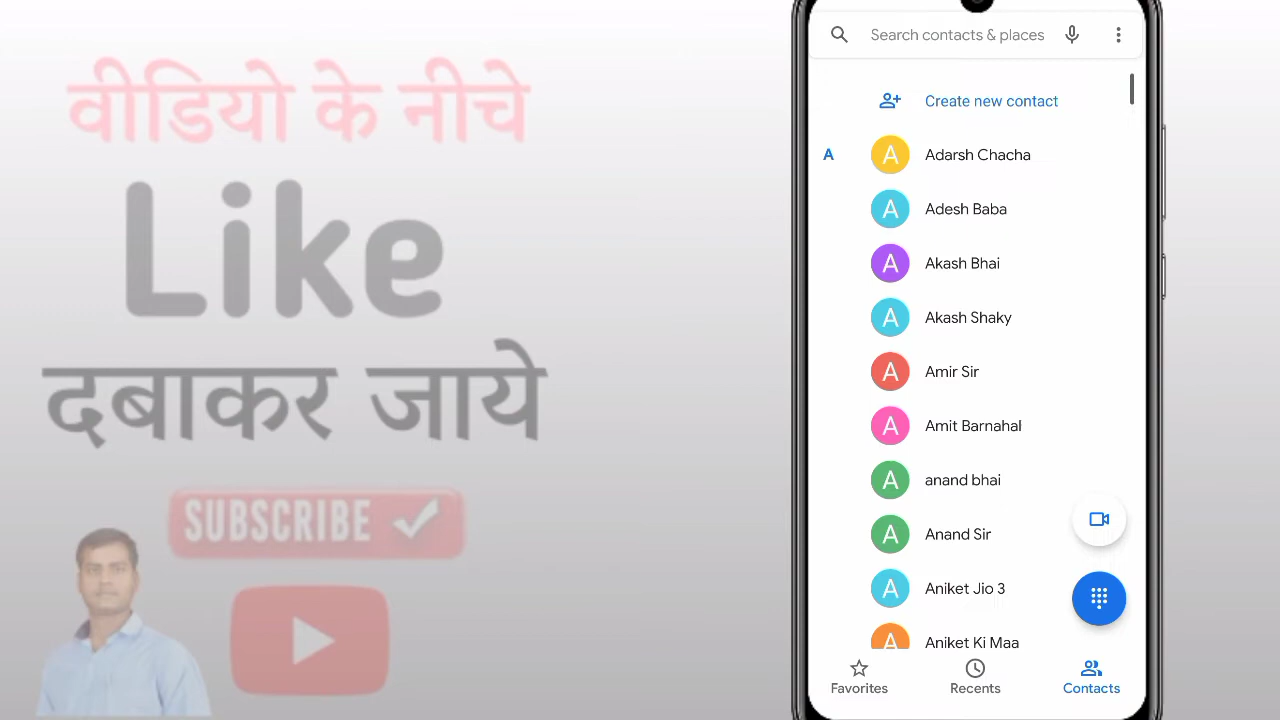 वीडियो के नीचे
Like
दबाकर जाये
SUBSCRIBE
Search contacts & places
Create new contact
A
A Adarsh Chacha
A Adesh Baba
A Akash Bhai
A Akash Shaky
A Amir Sir
A Amit Barnahal
A anand bhai
A Anand Sir
A Aniket Jio 3
A Aniket Ki Maa
Favorites Recents Contacts